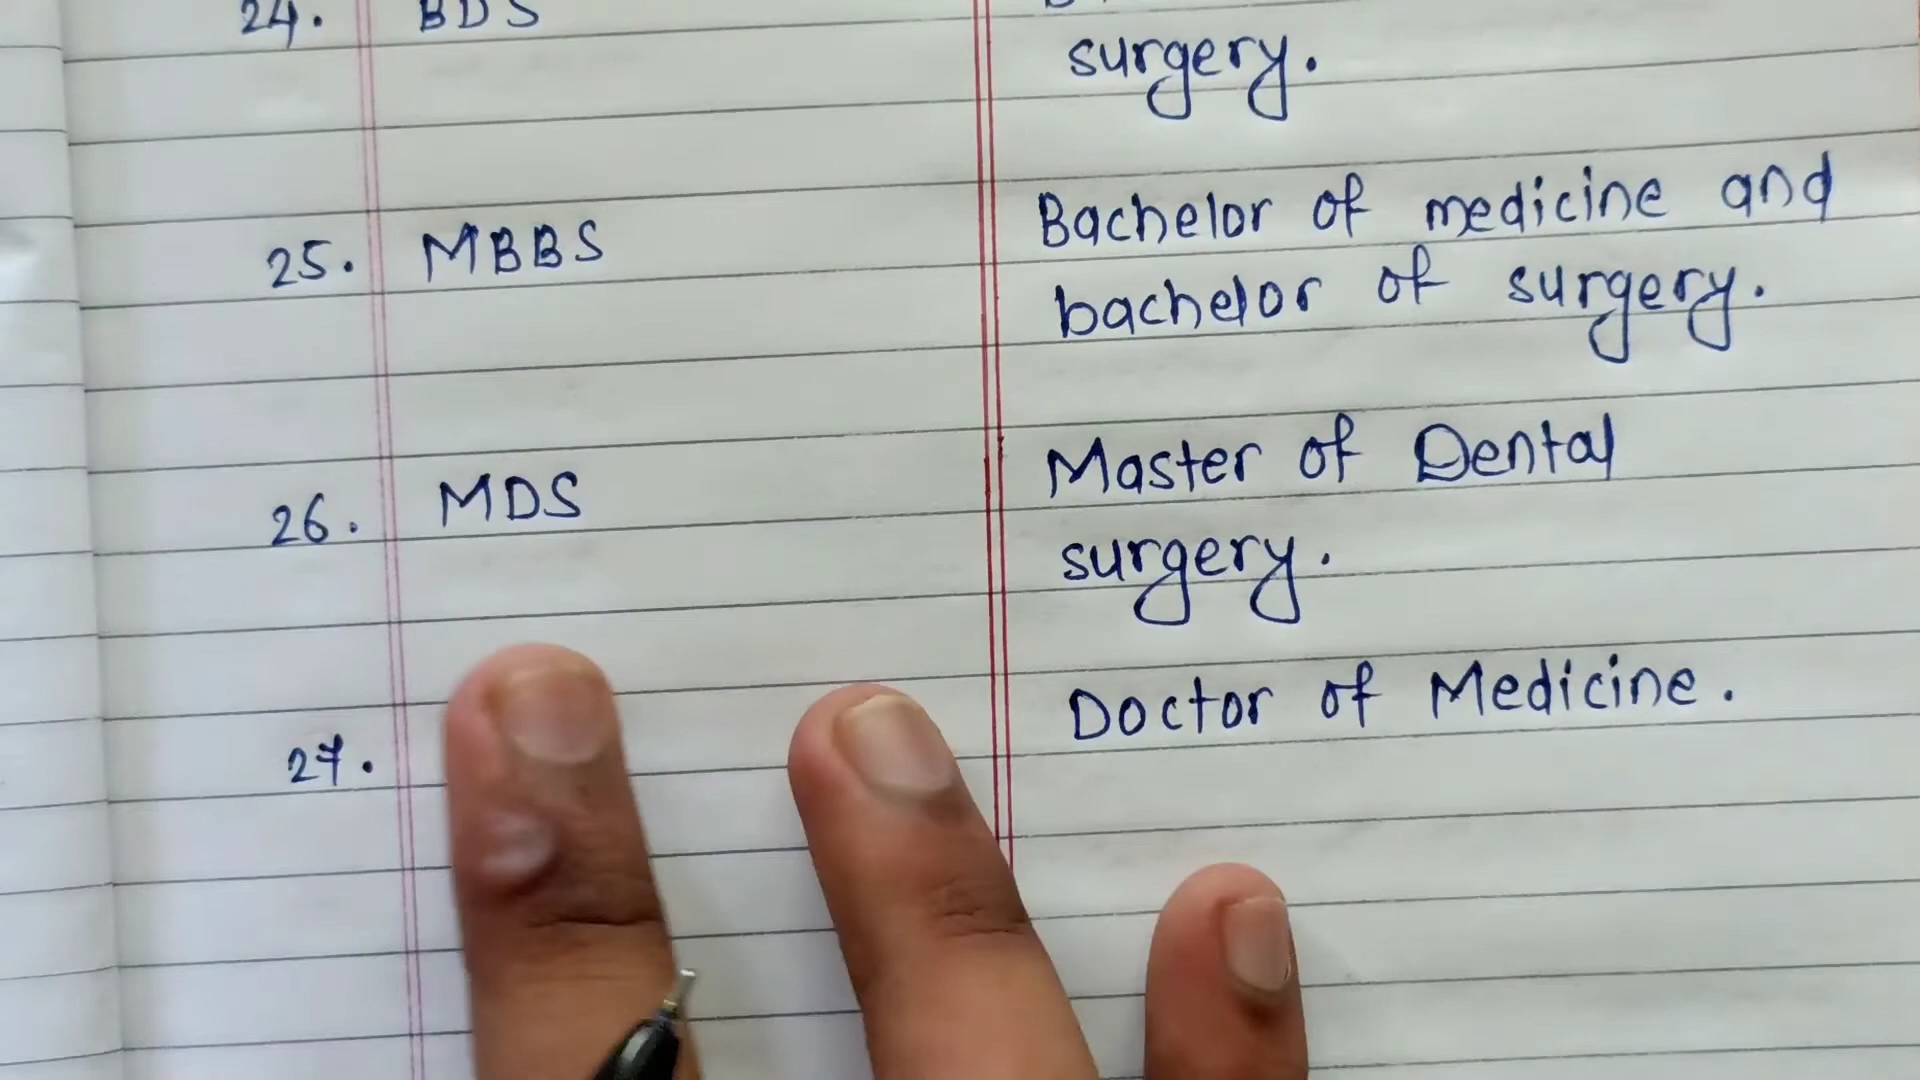 24. BDS
surgery.
25. MBBS Bachelor of medicine and
bachelor of surgery.
26. MDS Master of Dental
surgery.
27. Doctor of Medicine.